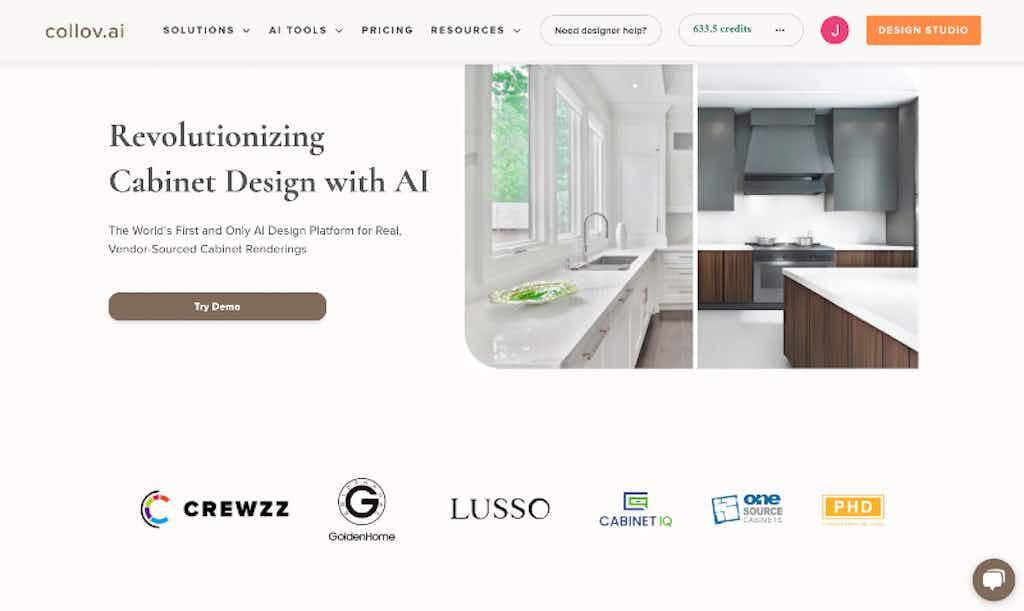 collov.ai
SOLUTIONS
AI TOOLS
PRICING
RESOURCES
Need designer help?
633.5 credits
...
J
DESIGN STUDIO
Revolutionizing
Cabinet Design with AI
The World's First and Only AI Design Platform for Real,
Vendor-Sourced Cabinet Renderings
Try Demo
CREWZZ
G
GoldenHome
LUSSO
CABINET IQ
one
SOURCE
CABINETS
PHD